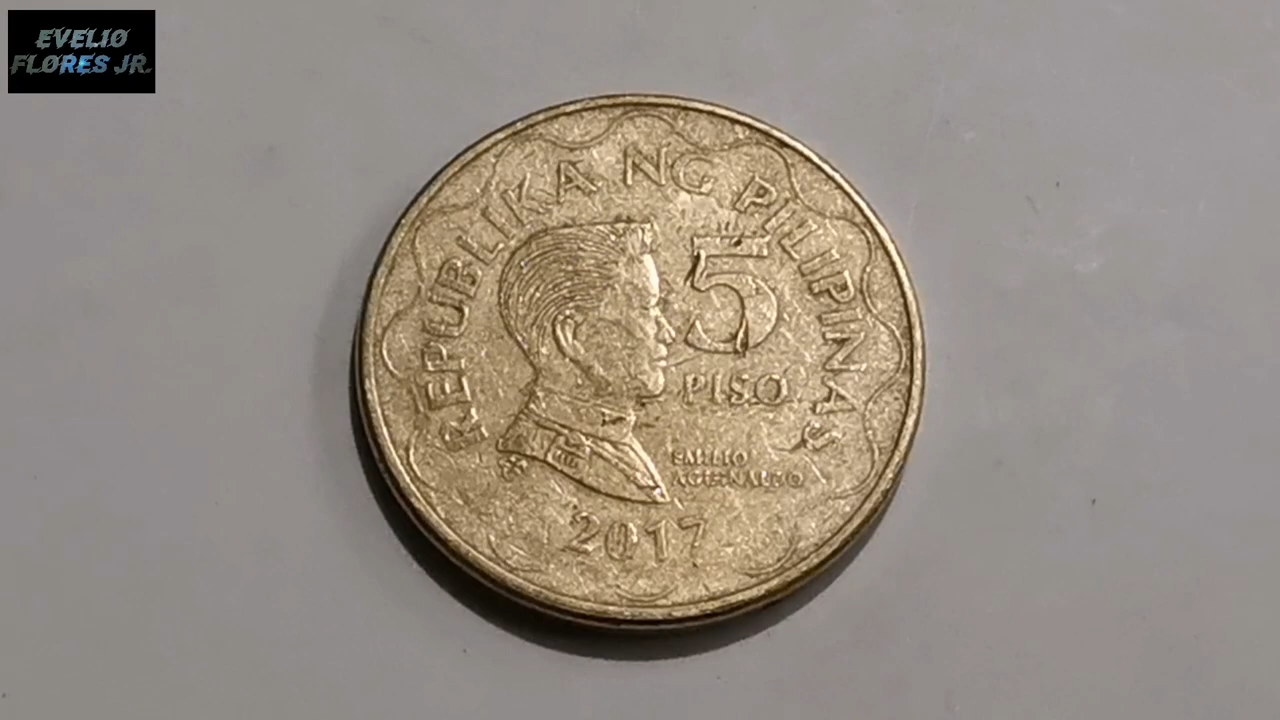 EVELIO
FLORES JR.
REPUBLIKA NG PILIPINAS
5
PISO
EMILIO
AGUINALDO
2017